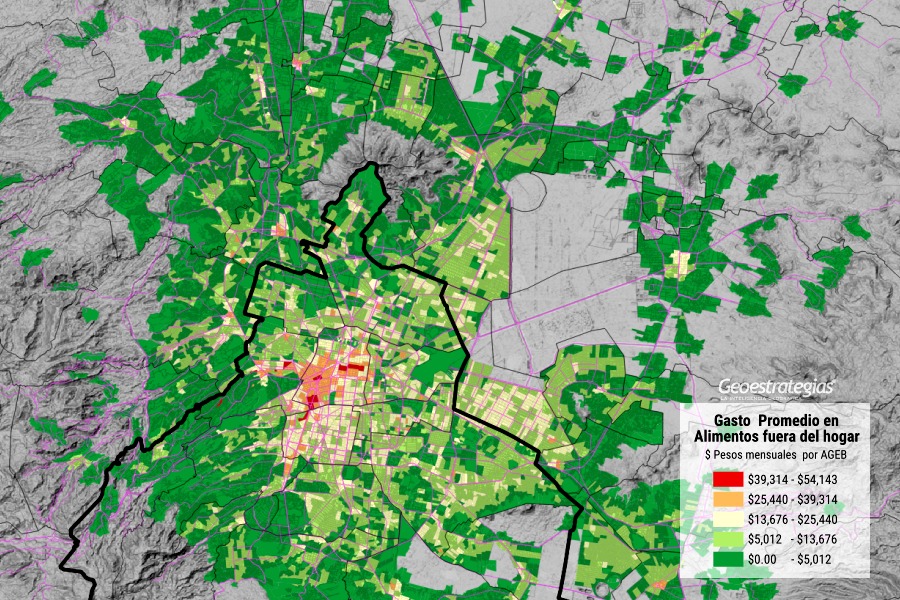 Geoestrategias
LA INTELIGENCIA GEOGRÁFICA
Gasto Promedio en
Alimentos fuera del hogar
$ Pesos mensuales por AGEB
$39,314 - $54,143
$25,440 - $39,314
$13,676 - $25,440
$5,012 - $13,676
$0.00 - $5,012